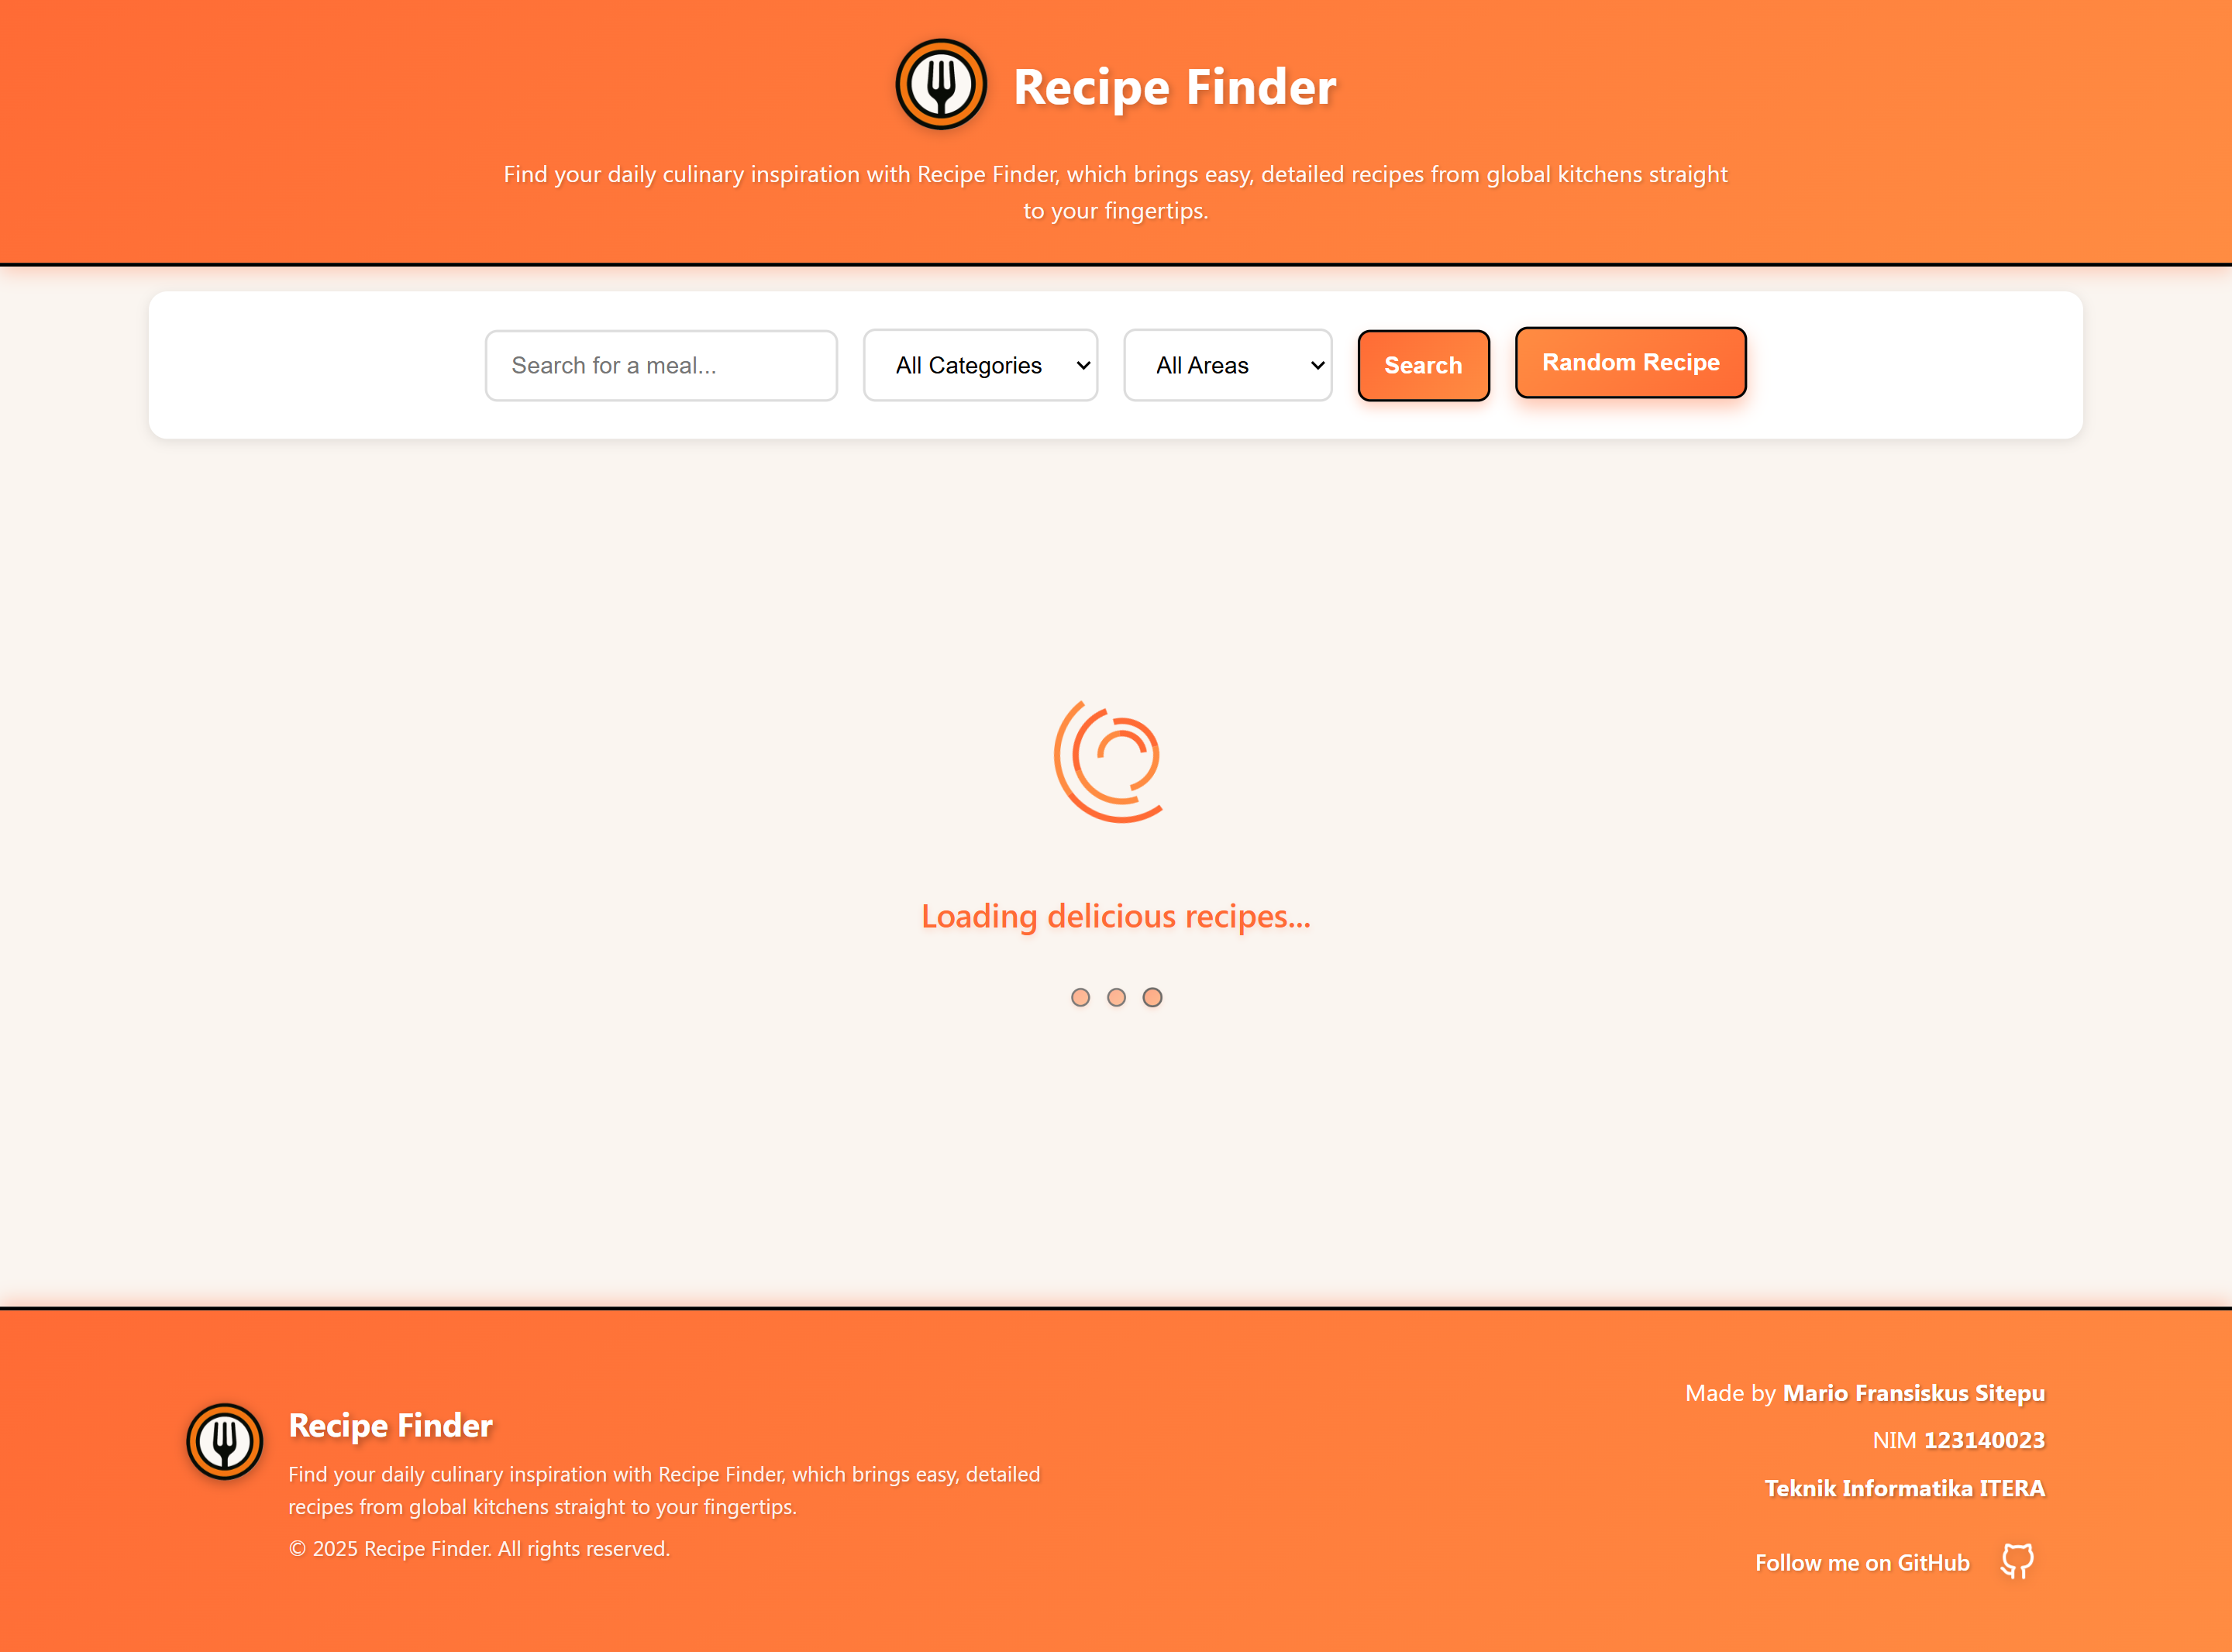 Recipe Finder
Find your daily culinary inspiration with Recipe Finder, which brings easy, detailed recipes from global kitchens straight
to your fingertips.
Search for a meal...
All Categories
All Areas
Search
Random Recipe
Loading delicious recipes...
Recipe Finder
Find your daily culinary inspiration with Recipe Finder, which brings easy, detailed
recipes from global kitchens straight to your fingertips.
© 2025 Recipe Finder. All rights reserved.
Made by Mario Fransiskus Sitepu
NIM 123140023
Teknik Informatika ITERA
Follow me on GitHub